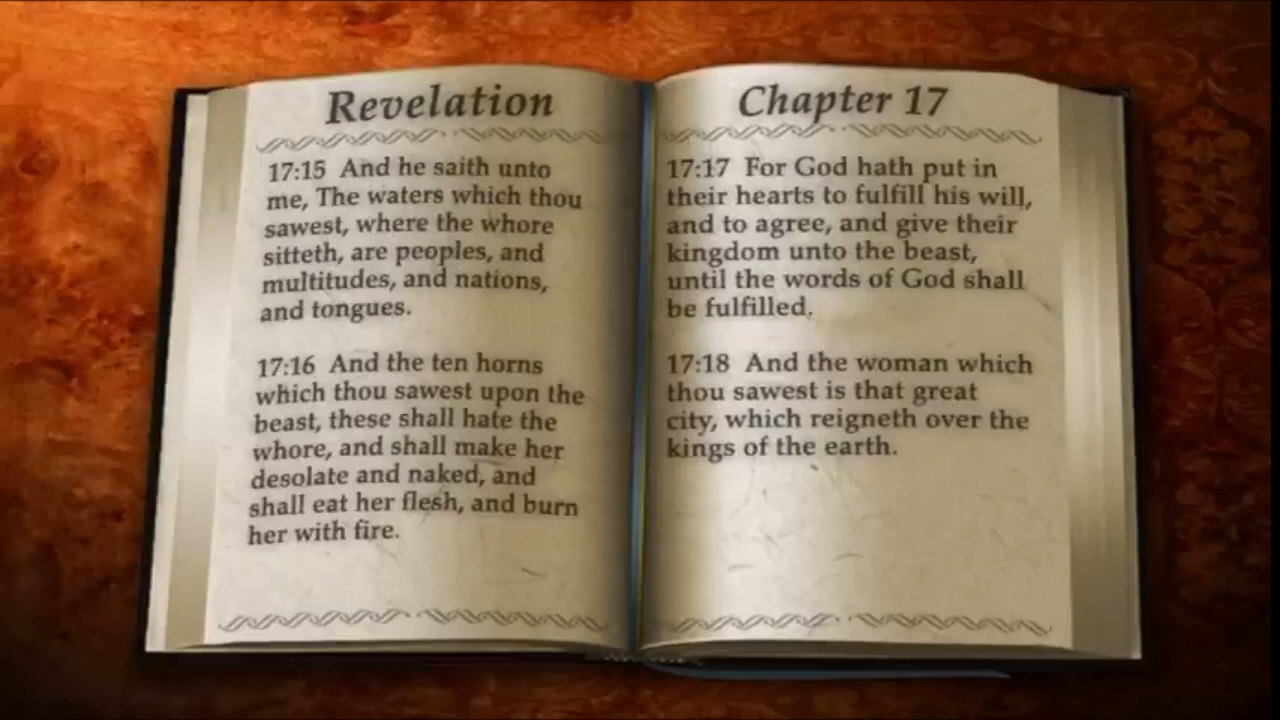 Revelation
17:15 And he saith unto
me, The waters which thou
sawest, where the whore
sitteth, are peoples, and
multitudes, and nations,
and tongues.
17:16 And the ten horns
which thou sawest upon the
beast, these shall hate the
whore, and shall make her
desolate and naked, and
shall eat her flesh, and burn
her with fire.
Chapter 17
17:17 For God hath put in
their hearts to fulfill his will,
and to agree, and give their
kingdom unto the beast,
until the words of God shall
be fulfilled.
17:18 And the woman which
thou sawest is that great
city, which reigneth over the
kings of the earth.